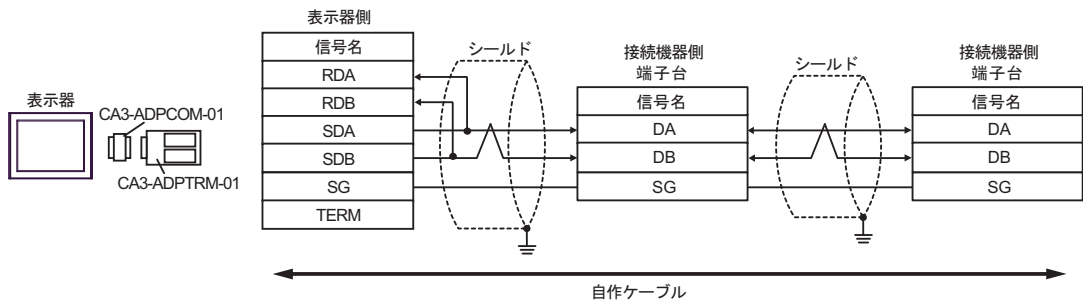 表示器
CA3-ADPCOM-01
CA3-ADPTRM-01
表示器側
信号名
RDA
RDB
SDA
SDB
SG
TERM
シールド
接続機器側
端子台
信号名
DA
DB
SG
シールド
接続機器側
端子台
信号名
DA
DB
SG
自作ケーブル